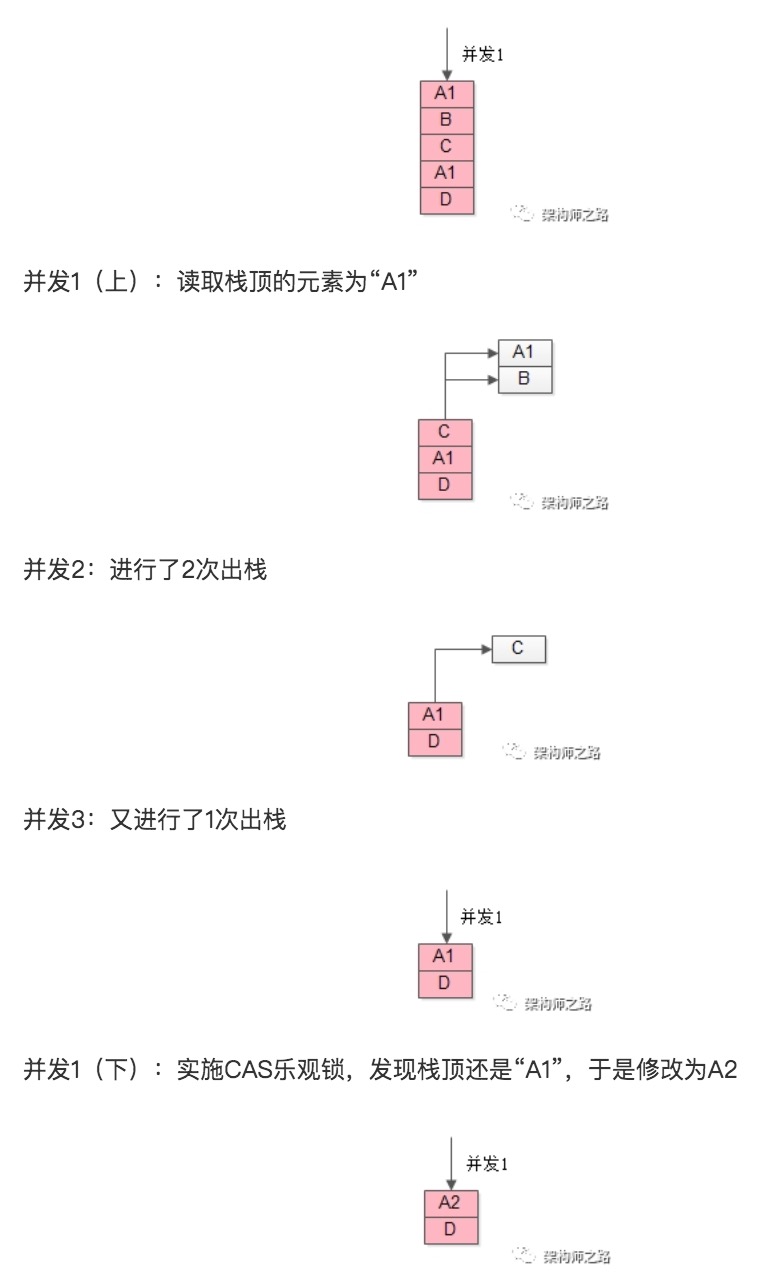 并发1
A1
B
C
A1
D
架构师之路
并发1（上）：读取栈顶的元素为“A1”
A1
B
C
A1
D
架构师之路
并发2：进行了2次出栈
C
A1
D
架构师之路
并发3：又进行了1次出栈
并发1
A1
D
架构师之路
并发1（下）：实施CAS乐观锁，发现栈顶还是“A1”，于是修改为A2
并发1
A2
D
架构师之路